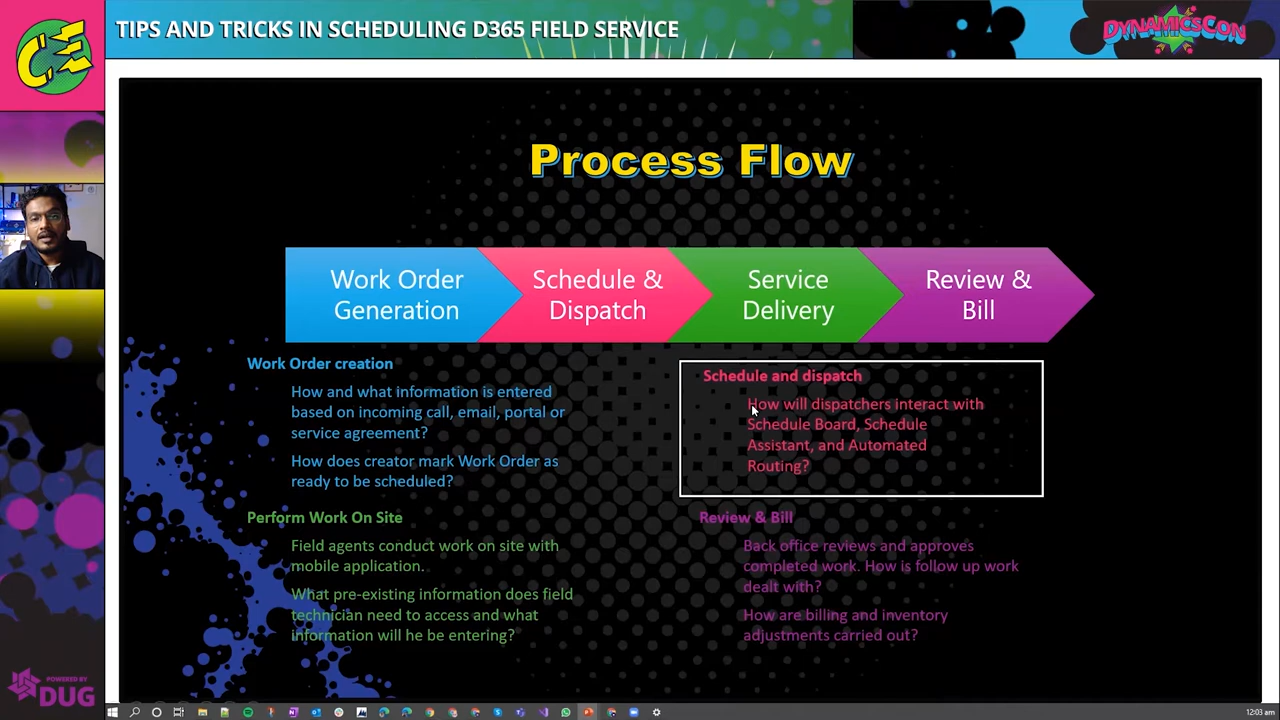 TIPS AND TRICKS IN SCHEDULING D365 FIELD SERVICE
DYNAMICSCON
CE
Process Flow
Work Order
Generation
Schedule &
Dispatch
Service
Delivery
Review &
Bill
Work Order creation
How and what information is entered
based on incoming call, email, portal or
service agreement?
How does creator mark Work Order as
ready to be scheduled?
Schedule and dispatch
How will dispatchers interact with
Schedule Board, Schedule
Assistant, and Automated
Routing?
Perform Work On Site
Field agents conduct work on site with
mobile application.
What pre-existing information does field
technician need to access and what
information will he be entering?
Review & Bill
Back office reviews and approves
completed work. How is follow up work
dealt with?
How are billing and inventory
adjustments carried out?
POWERED BY
DUG
12:03 am